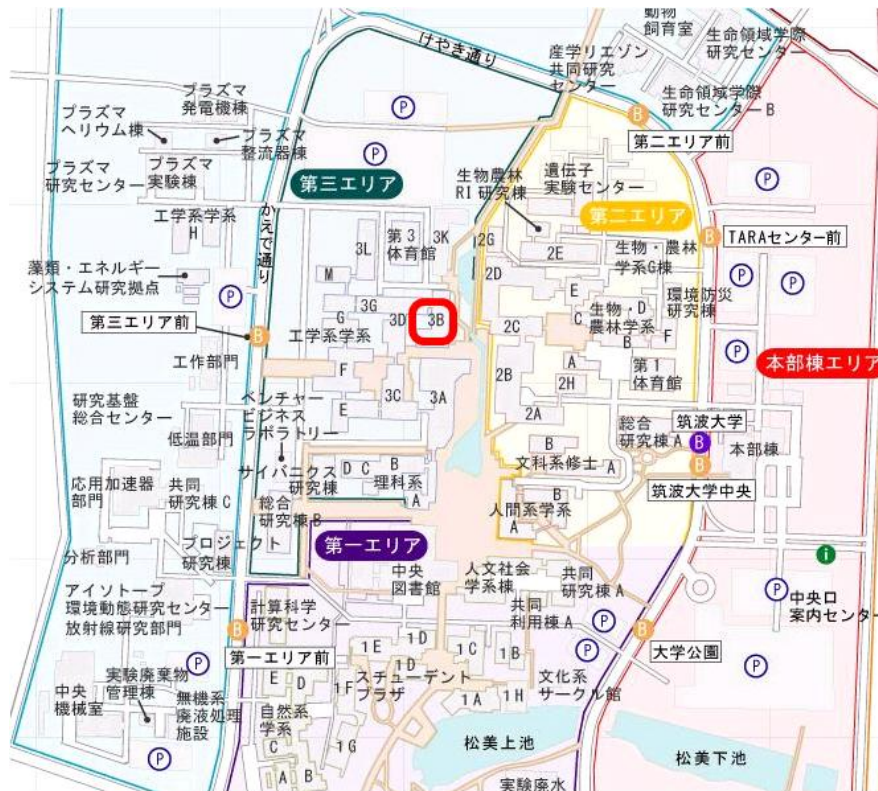 動物
飼育室
生命領域学際
研究センター
けやき通り
産学リエゾン
共同研究
センター
生命領域学際
研究センター B
プラズマ
発電機棟
プラズマ
ヘリウム棟
プラズマ
整流器棟
P
P
B
第二エリア前
プラズマ
研究センター
プラズマ
実験棟
第三エリア
生物農林
RI 研究棟
遺伝子
実験センター
P
第二エリア
かえで通り
工学系学系
H
3L
第3
体育館
3K
2G
2E
生物・農林
学系G棟
B
TARAセンター前
藻類・エネルギー
システム研究拠点
P
M
2D
E
環境防災
研究棟
P
3G
G
3D
3B
2C
C
生物・D
農林学系
B
F
第三エリア前
B
工学系学系
工作部門
F
2B
A
2H
第1
体育館
P
本部棟エリア
研究基盤
総合センター
ベンチャー
ビジネス
ラボラトリー
E
3C
3A
2A
筑波大学
低温部門
総合
研究棟 A
B
本部棟
サイバニクス
研究棟
D
C
B
理科系
A
B
文科系修士
A
B
筑波大学中央
応用加速器
部門
共同
研究棟 C
総合
研究棟 B
B
人間系学系
A
プロジェクト
研究棟
第一エリア
分析部門
i
中央
図書館
人文社会
学系棟
共同
研究棟 A
アイソトープ
環境動態研究センター
放射線研究部門
計算科学
研究センター
共同
利用棟 A
P
P
中央口
案内センター
B
第一エリア前
1E
1D
1D
1C
1B
P
B
大学公園
P
実験廃棄物
管理棟
P
スチューデント
プラザ
文化系
サークル館
中央
機械室
無機系
廃液処理
施設
E
D
1F
1A
1H
自然系
学系
C
1G
松美上池
松美下池
P
A
B
実験廃水